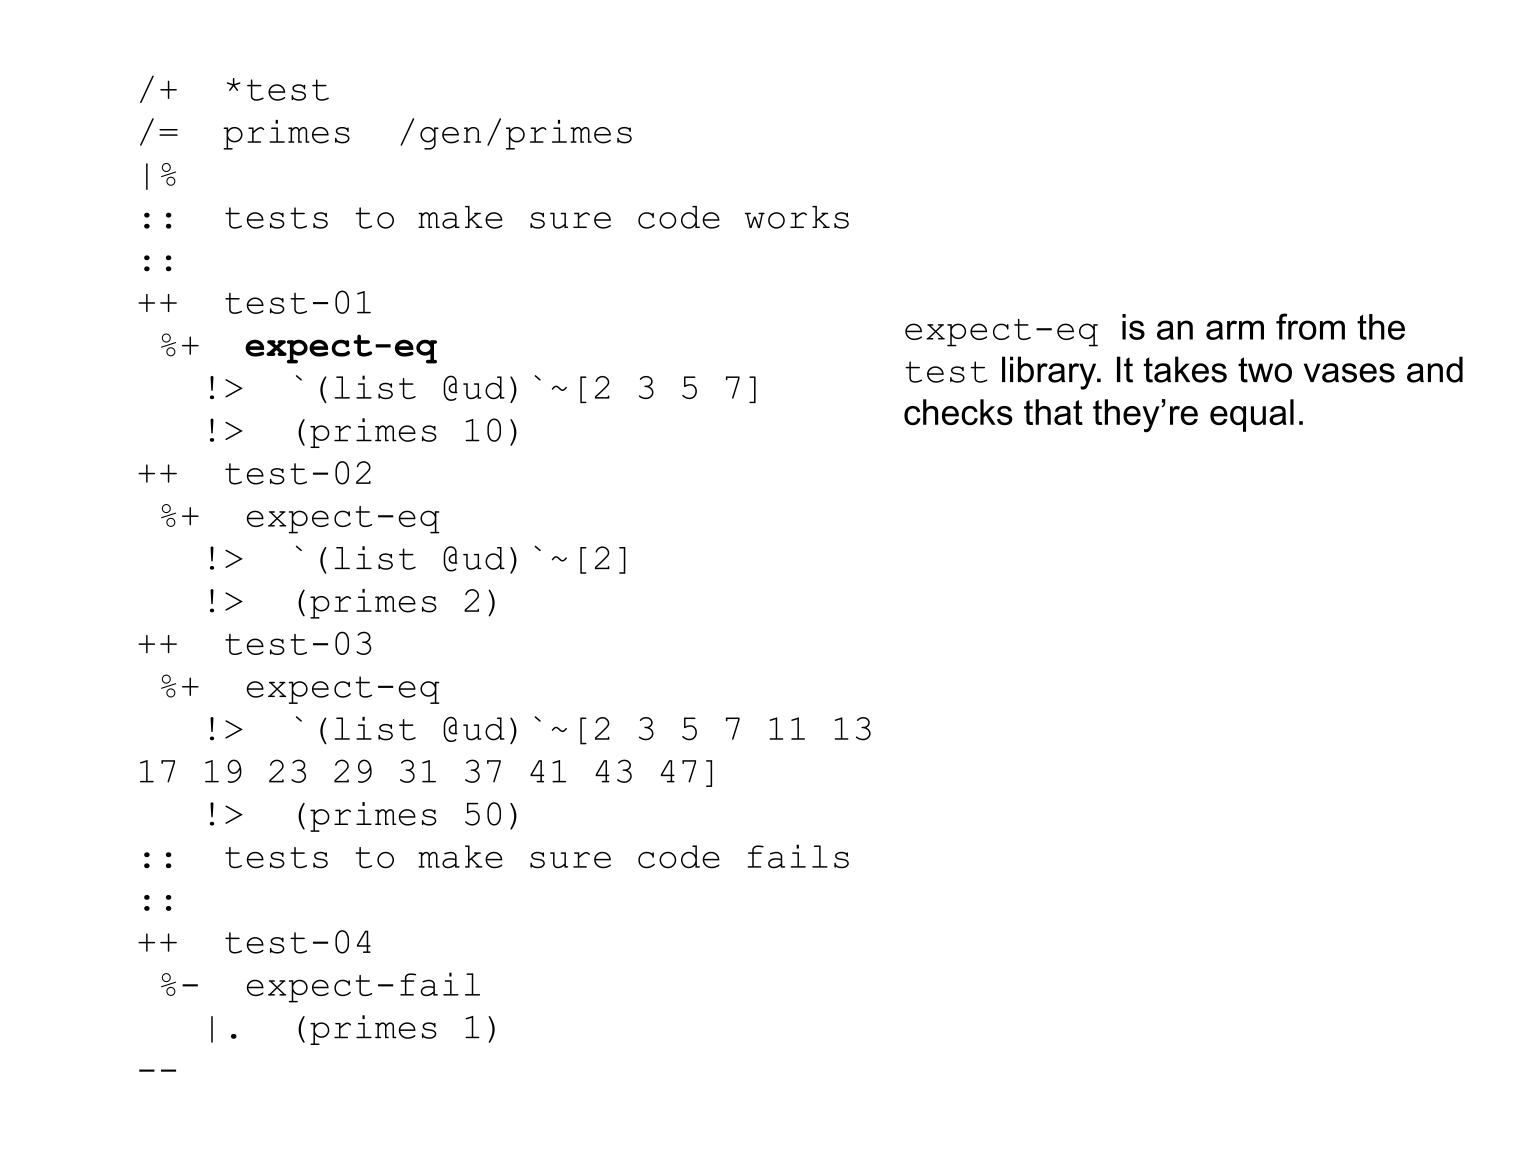 /+  *test
/=  primes  /gen/primes
|%
::  tests to make sure code works
::
++  test-01
 %+  expect-eq
   !>  `(list @ud)`~[2 3 5 7]
   !>  (primes 10)
++  test-02
 %+  expect-eq
   !>  `(list @ud)`~[2]
   !>  (primes 2)
++  test-03
 %+  expect-eq
   !>  `(list @ud)`~[2 3 5 7 11 13
17 19 23 29 31 37 41 43 47]
   !>  (primes 50)
::  tests to make sure code fails
::
++  test-04
 %-  expect-fail
   |.  (primes 1)
--
expect-eq is an arm from the
test library. It takes two vases and
checks that they’re equal.